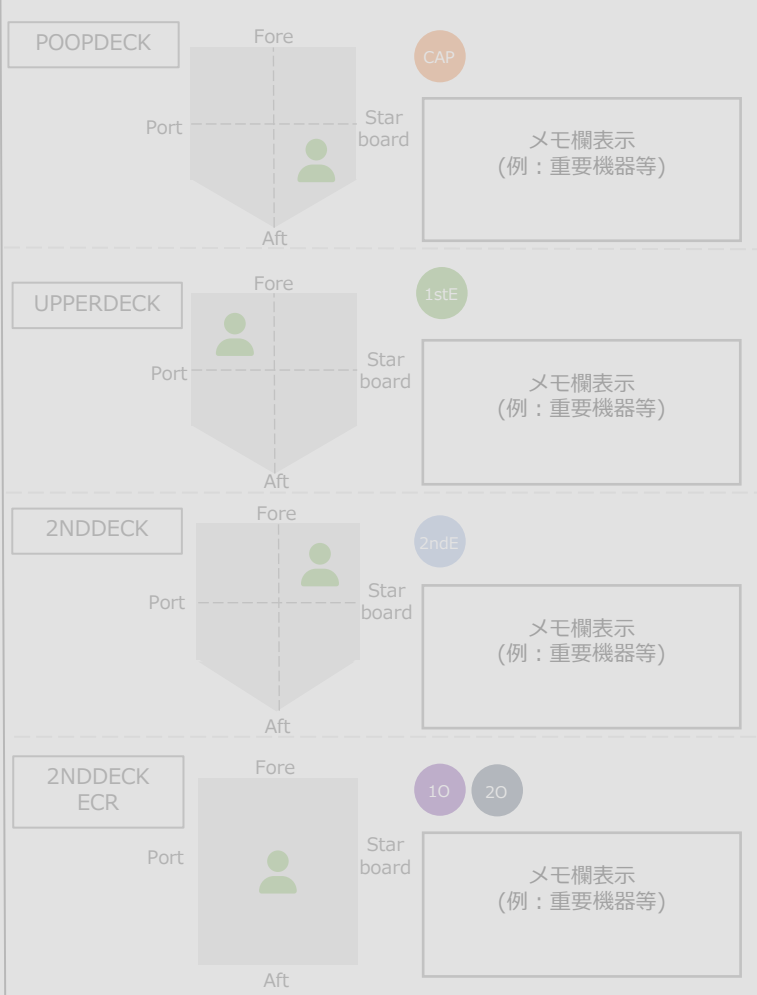 POOPDECK
Fore
CAP
Port
Star
board
メモ欄表示
(例：重要機器等)
Aft
UPPERDECK
Fore
1stE
Port
Star
board
メモ欄表示
(例：重要機器等)
Aft
2NDDECK
Fore
2ndE
Port
Star
board
メモ欄表示
(例：重要機器等)
Aft
2NDDECK
ECR
Fore
1O
2O
Port
Star
board
メモ欄表示
(例：重要機器等)
Aft